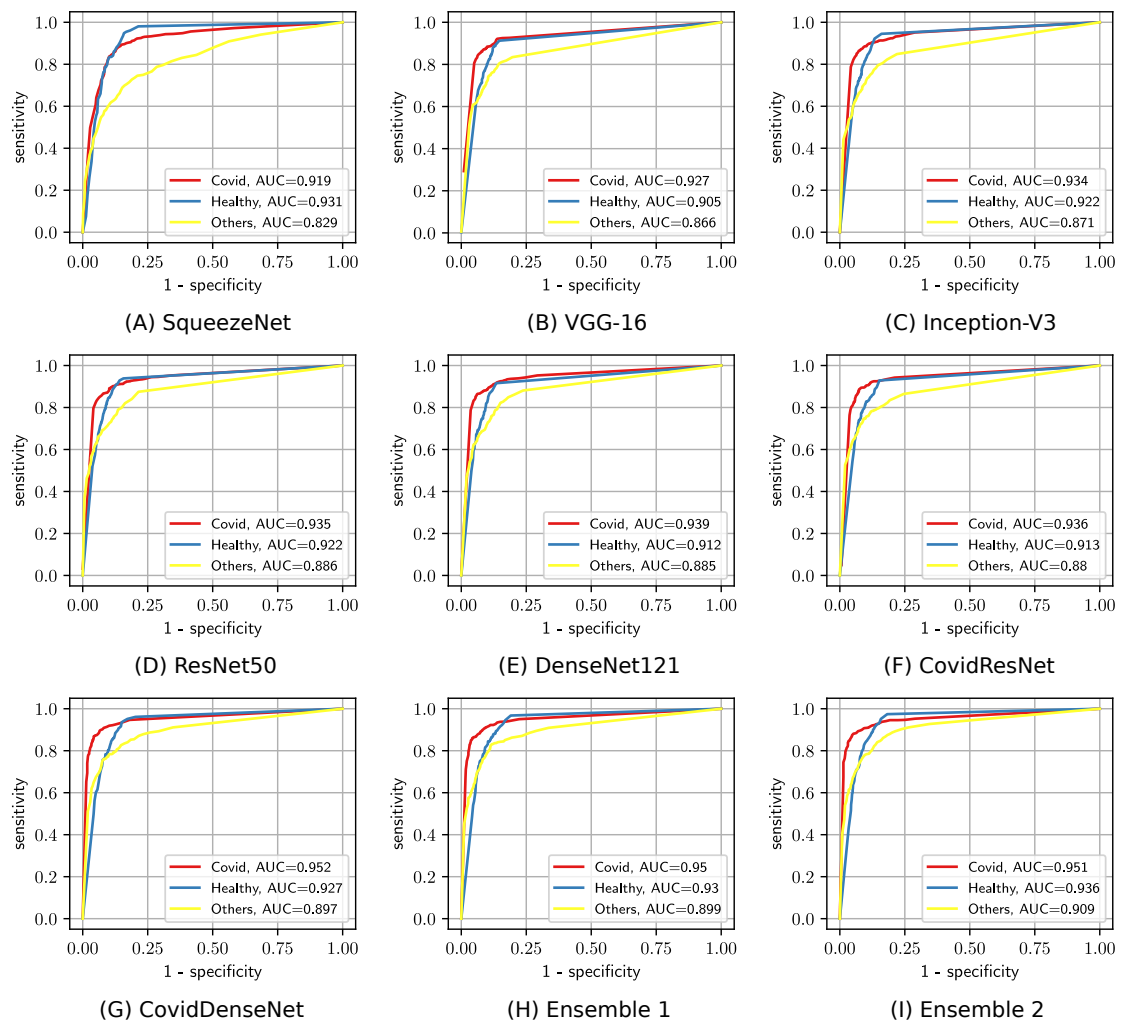 1.0
0.8
0.6
0.4
0.2
0.0
sensitivity
Covid, AUC=0.919
Healthy, AUC=0.931
Others, AUC=0.829
0.00 0.25 0.50 0.75 1.00
1 - specificity
(A) SqueezeNet
1.0
0.8
0.6
0.4
0.2
0.0
sensitivity
Covid, AUC=0.927
Healthy, AUC=0.905
Others, AUC=0.866
0.00 0.25 0.50 0.75 1.00
1 - specificity
(B) VGG-16
1.0
0.8
0.6
0.4
0.2
0.0
sensitivity
Covid, AUC=0.934
Healthy, AUC=0.922
Others, AUC=0.871
0.00 0.25 0.50 0.75 1.00
1 - specificity
(C) Inception-V3
1.0
0.8
0.6
0.4
0.2
0.0
sensitivity
Covid, AUC=0.935
Healthy, AUC=0.922
Others, AUC=0.886
0.00 0.25 0.50 0.75 1.00
1 - specificity
(D) ResNet50
1.0
0.8
0.6
0.4
0.2
0.0
sensitivity
Covid, AUC=0.939
Healthy, AUC=0.912
Others, AUC=0.885
0.00 0.25 0.50 0.75 1.00
1 - specificity
(E) DenseNet121
1.0
0.8
0.6
0.4
0.2
0.0
sensitivity
Covid, AUC=0.936
Healthy, AUC=0.913
Others, AUC=0.88
0.00 0.25 0.50 0.75 1.00
1 - specificity
(F) CovidResNet
1.0
0.8
0.6
0.4
0.2
0.0
sensitivity
Covid, AUC=0.952
Healthy, AUC=0.927
Others, AUC=0.897
0.00 0.25 0.50 0.75 1.00
1 - specificity
(G) CovidDenseNet
1.0
0.8
0.6
0.4
0.2
0.0
sensitivity
Covid, AUC=0.95
Healthy, AUC=0.93
Others, AUC=0.899
0.00 0.25 0.50 0.75 1.00
1 - specificity
(H) Ensemble 1
1.0
0.8
0.6
0.4
0.2
0.0
sensitivity
Covid, AUC=0.951
Healthy, AUC=0.936
Others, AUC=0.909
0.00 0.25 0.50 0.75 1.00
1 - specificity
(I) Ensemble 2